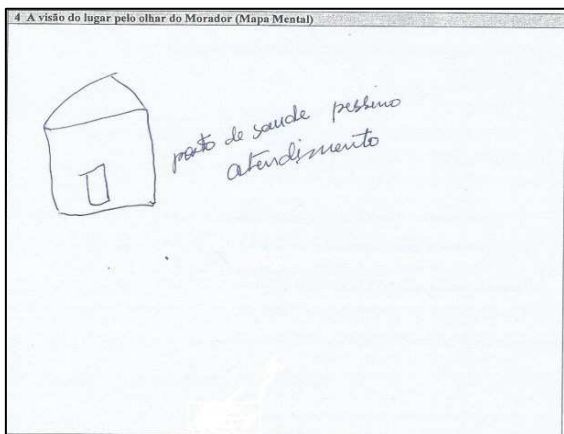 4 A visão do lugar pelo olhar do Morador (Mapa Mental)
posto de saude pessimo
atendimento